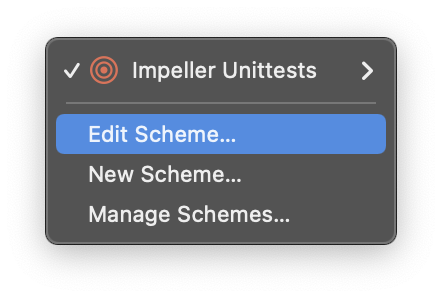 Impeller Unittests
Edit Scheme...
New Scheme...
Manage Schemes...